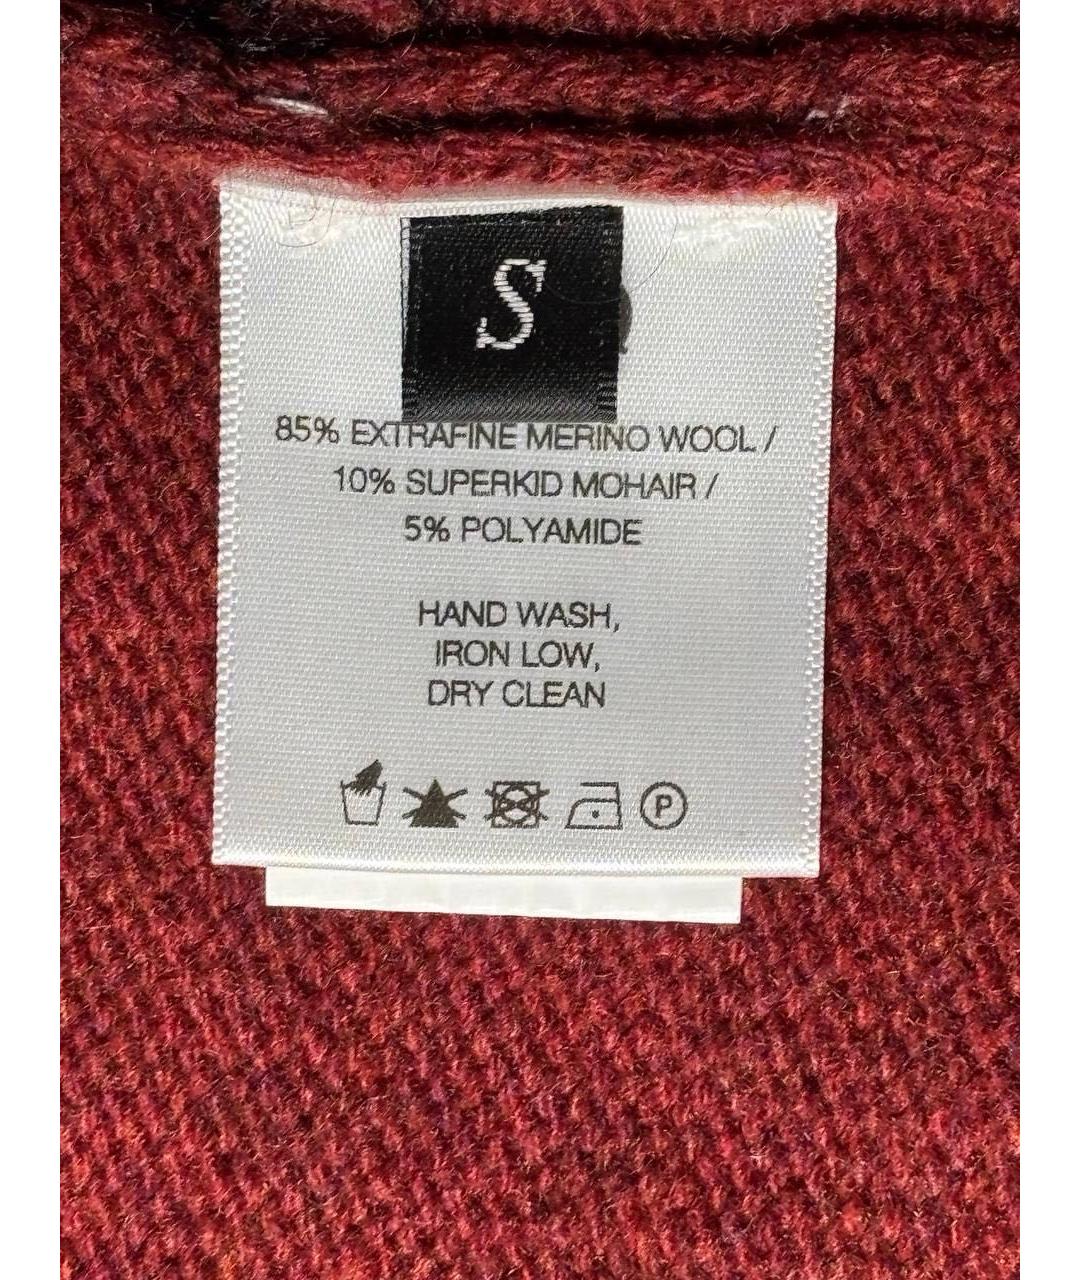 S
85% EXTRAFINE MERINO WOOL /
10% SUPERKID MOHAIR /
5% POLYAMIDE
HAND WASH,
IRON LOW,
DRY CLEAN
P